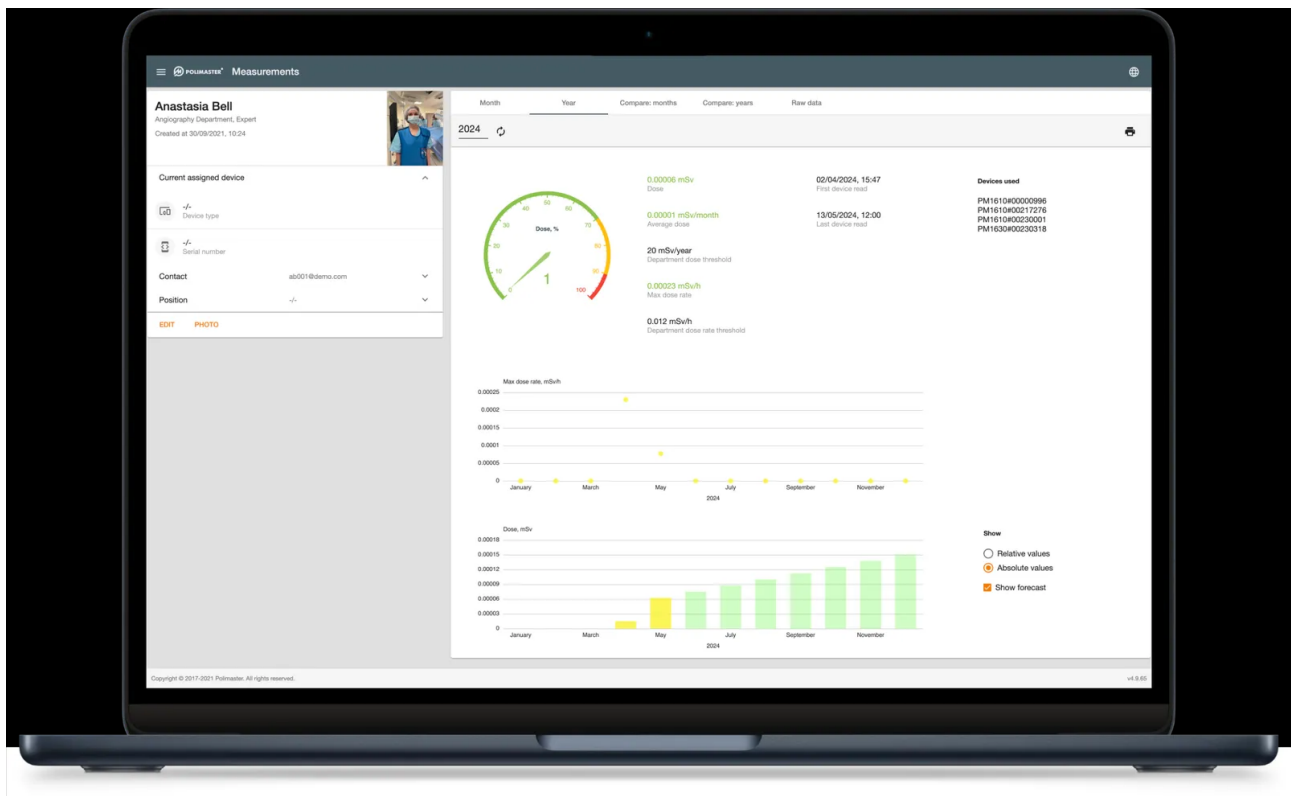 POLIMASTER
Measurements
Anastasia Bell
Angiography Department, Expert
Created at 30/09/2021, 10:24
Current assigned device
-/-
Device type
-/-
Serial number
Contact
ab001@demo.com
Position
-/-
EDIT
PHOTO
Month
Year
Compare: months
Compare: years
Raw data
2024
Dose, %
0
10
20
30
40
50
60
70
80
90
100
1
0.00006 mSv
Dose
0.00001 mSv/month
Average dose
20 mSv/year
Department dose threshold
0.00023 mSv/h
Max dose rate
0.012 mSv/h
Department dose rate threshold
02/04/2024, 15:47
First device read
13/05/2024, 12:00
Last device read
Devices used
PM1610#00000996
PM1610#00217276
PM1610#00230001
PM1630#00230318
Max dose rate, mSv/h
0.00025
0.0002
0.00015
0.0001
0.00005
0
January
March
May
July
September
November
2024
Dose, mSv
0.00018
0.00015
0.00012
0.00009
0.00006
0.00003
0
January
March
May
July
September
November
2024
Show
Relative values
Absolute values
Show forecast
Copyright © 2017-2021 Polimaster. All rights reserved.
v4.9.65